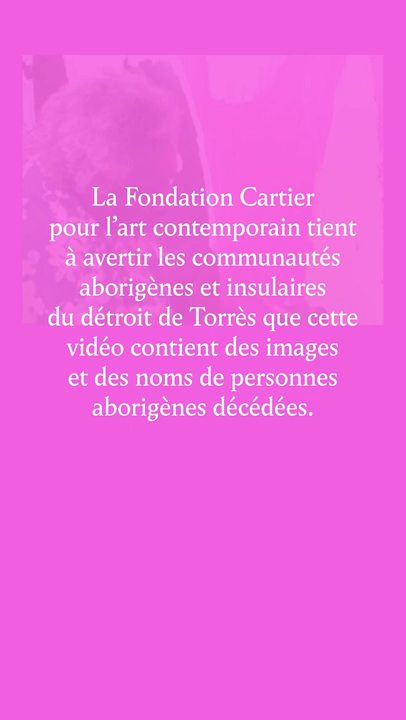 La Fondation Cartier
pour l’art contemporain tient
à avertir les communautés
aborigènes et insulaires
du détroit de Torrès que cette
vidéo contient des images
et des noms de personnes
aborigènes décédées.